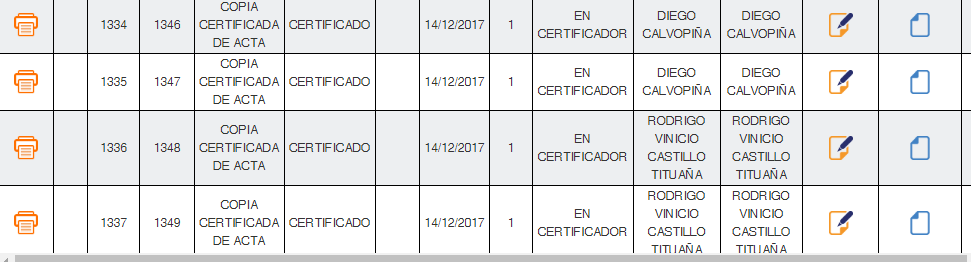 1334 1346 COPIA CERTIFICADA DE ACTA CERTIFICADO 14/12/2017 1 EN CERTIFICADOR DIEGO CALVOPIÑA DIEGO CALVOPIÑA
1335 1347 COPIA CERTIFICADA DE ACTA CERTIFICADO 14/12/2017 1 EN CERTIFICADOR DIEGO CALVOPIÑA DIEGO CALVOPIÑA
1336 1348 COPIA CERTIFICADA DE ACTA CERTIFICADO 14/12/2017 1 EN CERTIFICADOR RODRIGO VINICIO CASTILLO TITUAÑA RODRIGO VINICIO CASTILLO TITUAÑA
1337 1349 COPIA CERTIFICADA DE ACTA CERTIFICADO 14/12/2017 1 EN CERTIFICADOR RODRIGO VINICIO CASTILLO TITUAÑA RODRIGO VINICIO CASTILLO TITUAÑA